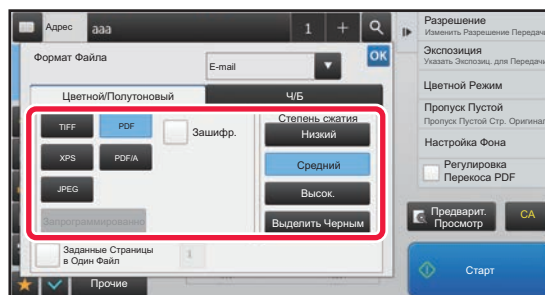 Адрес
aaa
1
Разрешение
Изменить Разрешение Передачи
Формат Файла
E-mail
OK
Экспозиция
Указать Экспозиц. для Передачи
Цветной/Полутоновый
Ч/Б
Цветной Режим
TIFF
PDF
Зашифр.
Степень сжатия
Низкий
Пропуск Пустой
Пропуск Пустой Стр. Оригинал
XPS
PDF/A
Средний
Настройка Фона
JPEG
Высок.
Регулировка
Перекоса PDF
Запрограммированно
Выделить Черным
Предварит.
Просмотр
CA
Заданные Страницы
в Один Файл
1
Прочие
Старт